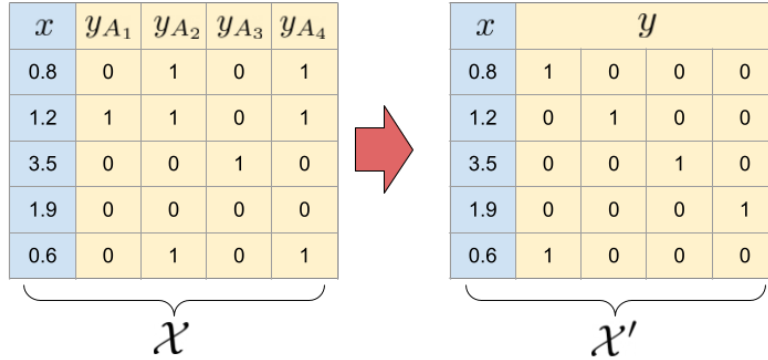 x y_{A_1} y_{A_2} y_{A_3} y_{A_4}
0.8 0 1 0 1
1.2 1 1 0 1
3.5 0 0 1 0
1.9 0 0 0 0
0.6 0 1 0 1
𝒳
x y
0.8 1 0 0 0
1.2 0 1 0 0
3.5 0 0 1 0
1.9 0 0 0 1
0.6 1 0 0 0
𝒳′